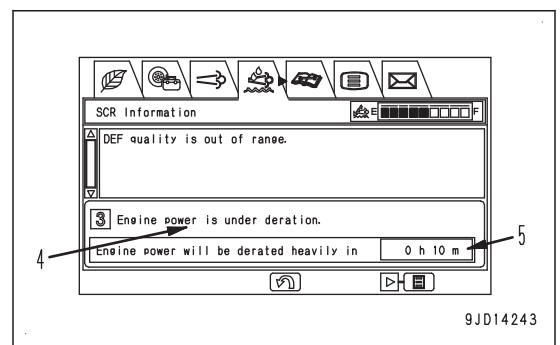 SCR Information
E F
DEF quality is out of range.
3 Engine power is under deration.
Engine power will be derated heavily in 0 h 10 m
4
5
9JD14243